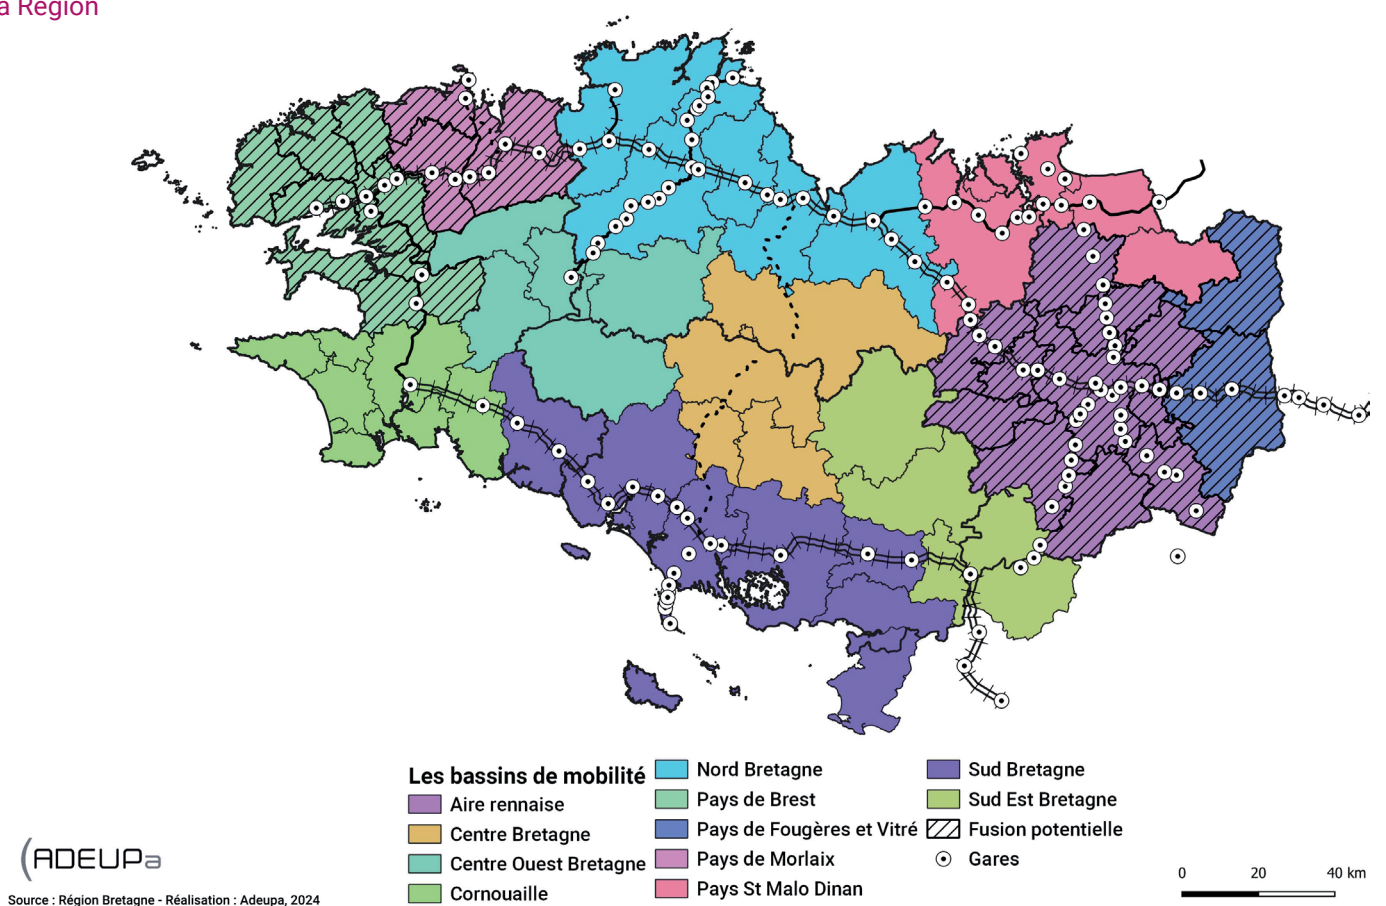 a Région
Les bassins de mobilité
Aire rennaise
Centre Bretagne
Centre Ouest Bretagne
Cornouaille
Nord Bretagne
Pays de Brest
Pays de Fougères et Vitré
Pays de Morlaix
Pays St Malo Dinan
Sud Bretagne
Sud Est Bretagne
Fusion potentielle
Gares
0 20 40 km
(ADEUPa
Source : Région Bretagne - Réalisation : Adeupa, 2024